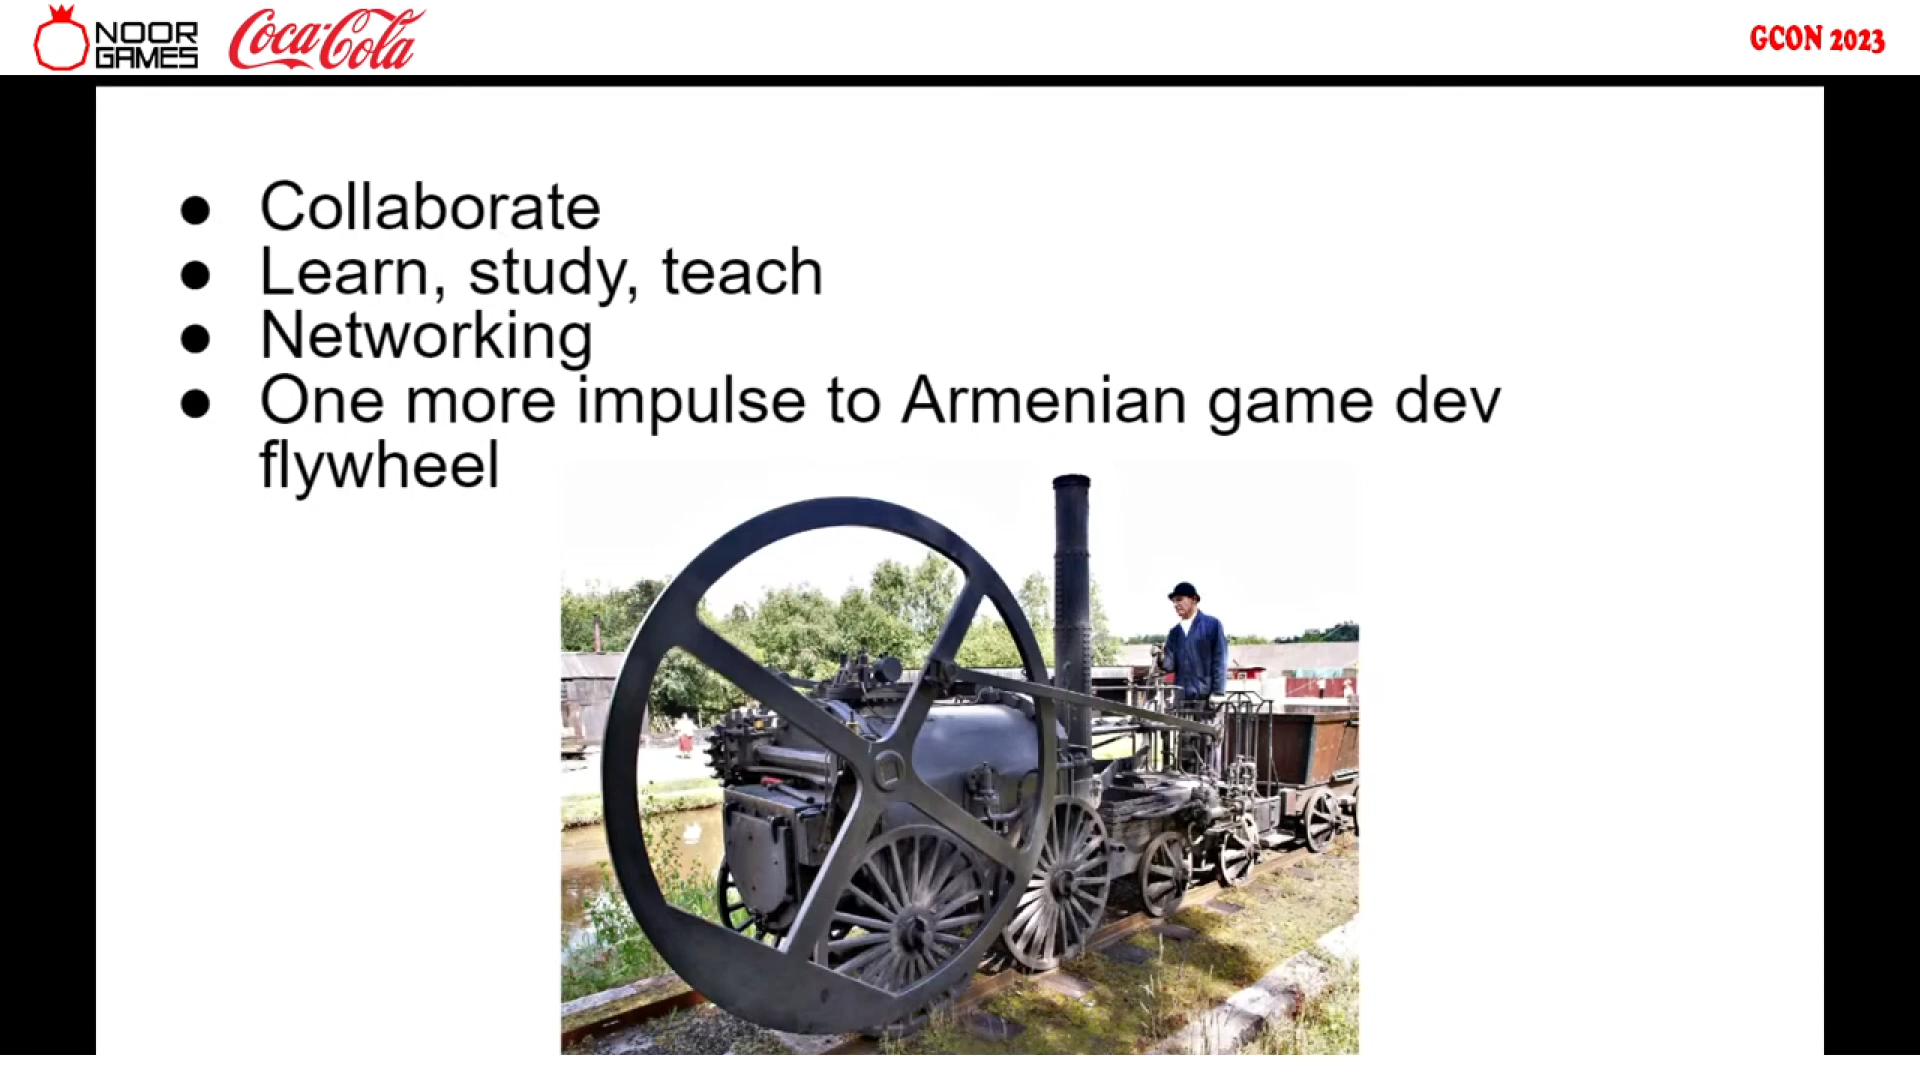 NOOR
GAMES
Coca-Cola
GCON 2023
● Collaborate
● Learn, study, teach
● Networking
● One more impulse to Armenian game dev
flywheel